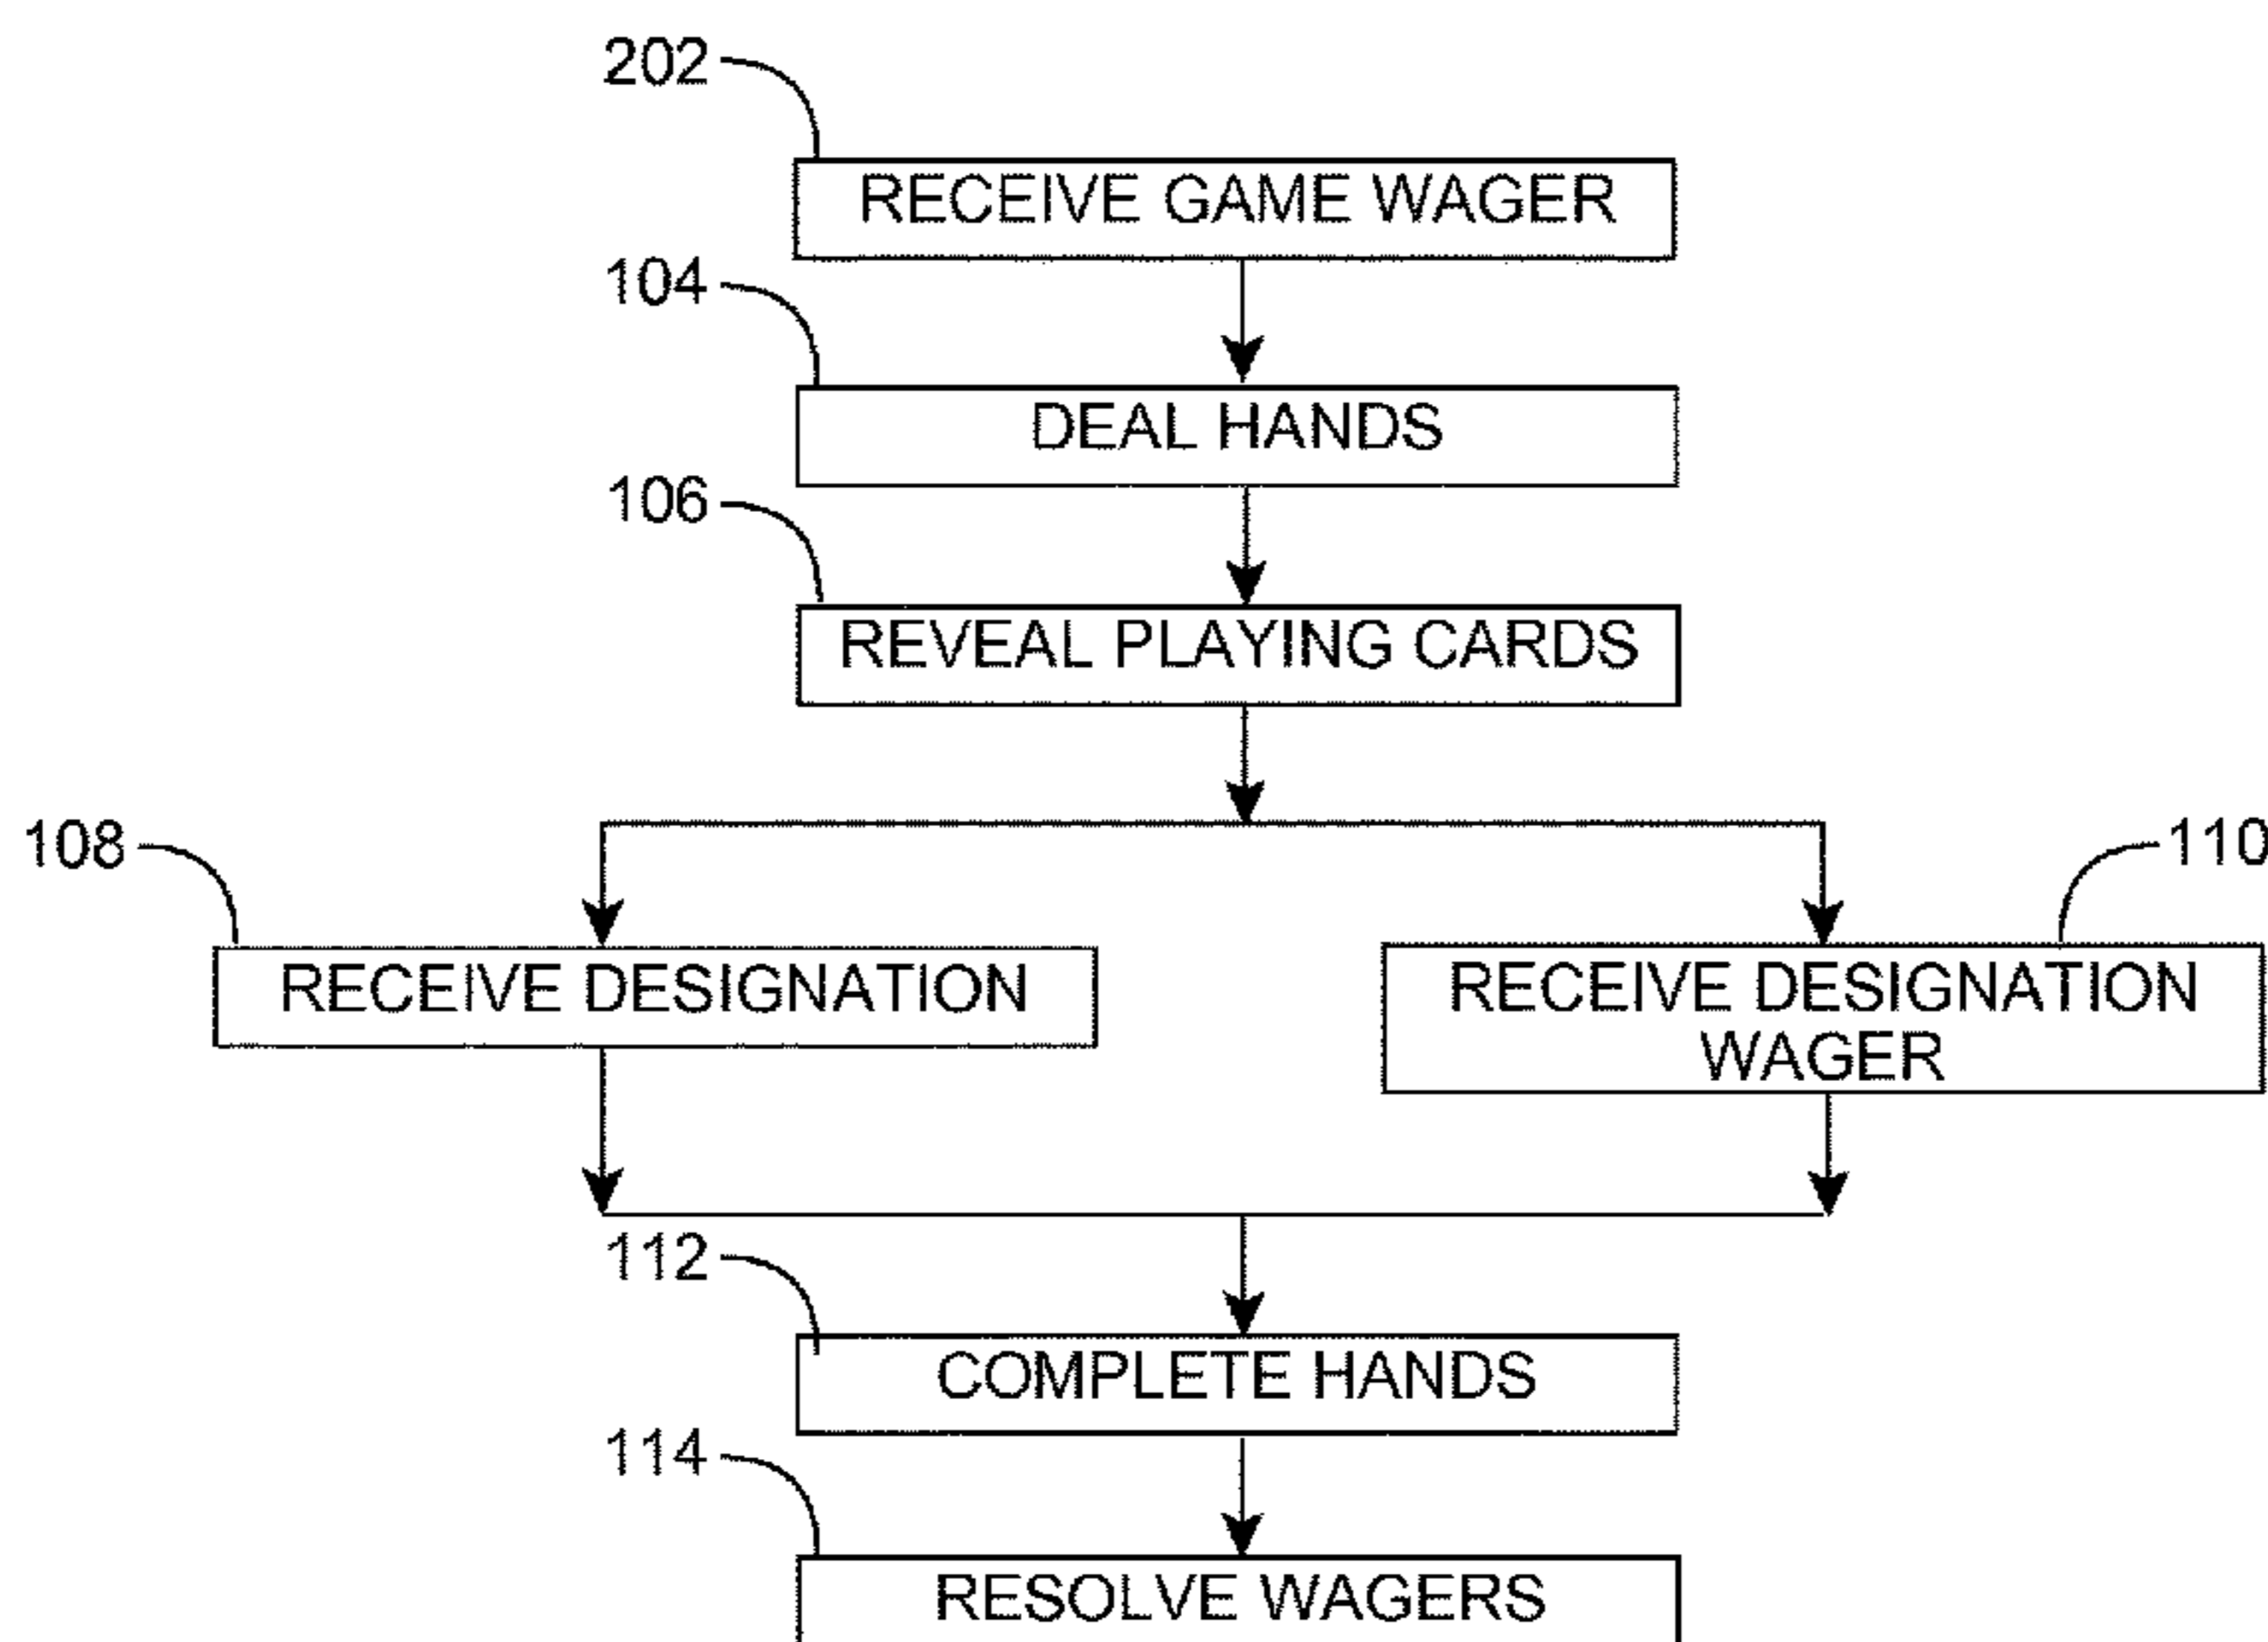 202
RECEIVE GAME WAGER
104
DEAL HANDS
106
REVEAL PLAYING CARDS
108
110
RECEIVE DESIGNATION
RECEIVE DESIGNATION
WAGER
112
COMPLETE HANDS
114
RESOLVE WAGERS